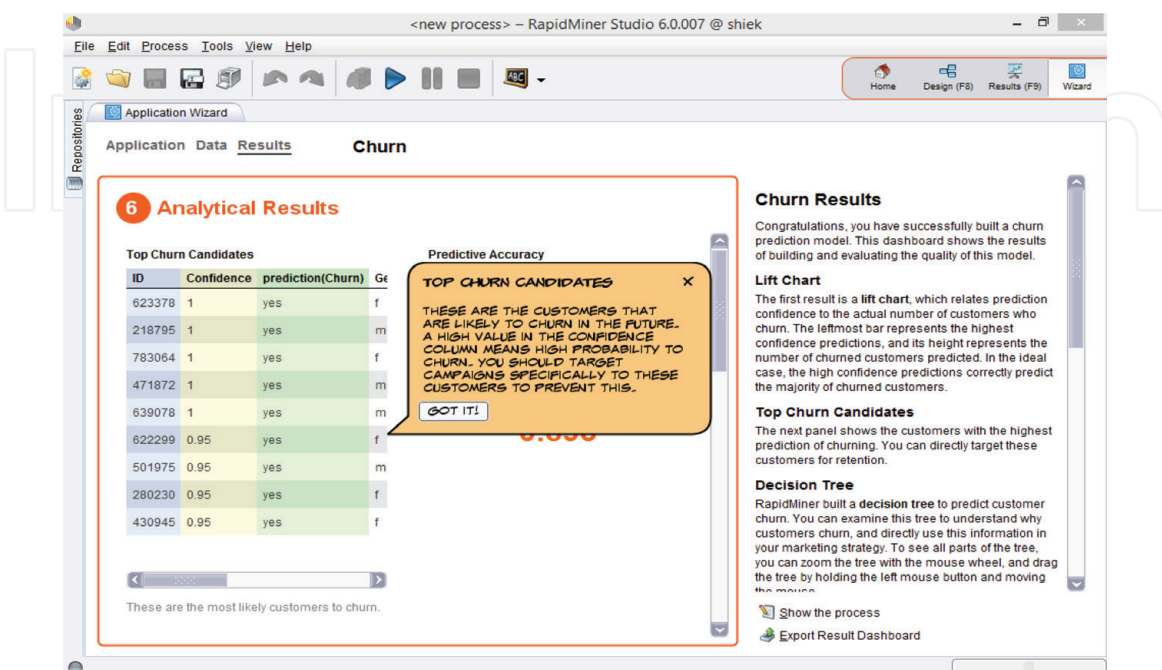 <new process> – RapidMiner Studio 6.0.007 @ shiek
File Edit Process Tools View Help
Home Design (F8) Results (F9) Wizard
Repositories
Application Wizard
Application Data Results Churn
6 Analytical Results
Top Churn Candidates Predictive Accuracy
ID Confidence prediction(Churn) Ge
623378 1 yes f
218795 1 yes m
783064 1 yes f
471872 1 yes m
639078 1 yes m
622299 0.95 yes f
501975 0.95 yes m
280230 0.95 yes f
430945 0.95 yes f
These are the most likely customers to churn.
TOP CHURN CANDIDATES
THESE ARE THE CUSTOMERS THAT
ARE LIKELY TO CHURN IN THE FUTURE.
A HIGH VALUE IN THE CONFIDENCE
COLUMN MEANS HIGH PROBABILITY TO
CHURN. YOU SHOULD TARGET
CAMPAIGNS SPECIFICALLY TO THESE
CUSTOMERS TO PREVENT THIS.
GOT IT!
Churn Results
Congratulations, you have successfully built a churn
prediction model. This dashboard shows the results
of building and evaluating the quality of this model.
Lift Chart
The first result is a lift chart, which relates prediction
confidence to the actual number of customers who
churn. The leftmost bar represents the highest
confidence predictions, and its height represents the
number of churned customers predicted. In the ideal
case, the high confidence predictions correctly predict
the majority of churned customers.
Top Churn Candidates
The next panel shows the customers with the highest
prediction of churning. You can directly target these
customers for retention.
Decision Tree
RapidMiner built a decision tree to predict customer
churn. You can examine this tree to understand why
customers churn, and directly use this information in
your marketing strategy. To see all parts of the tree,
you can zoom the tree with the mouse wheel, and drag
the tree by holding the left mouse button and moving
the mouse
Show the process
Export Result Dashboard